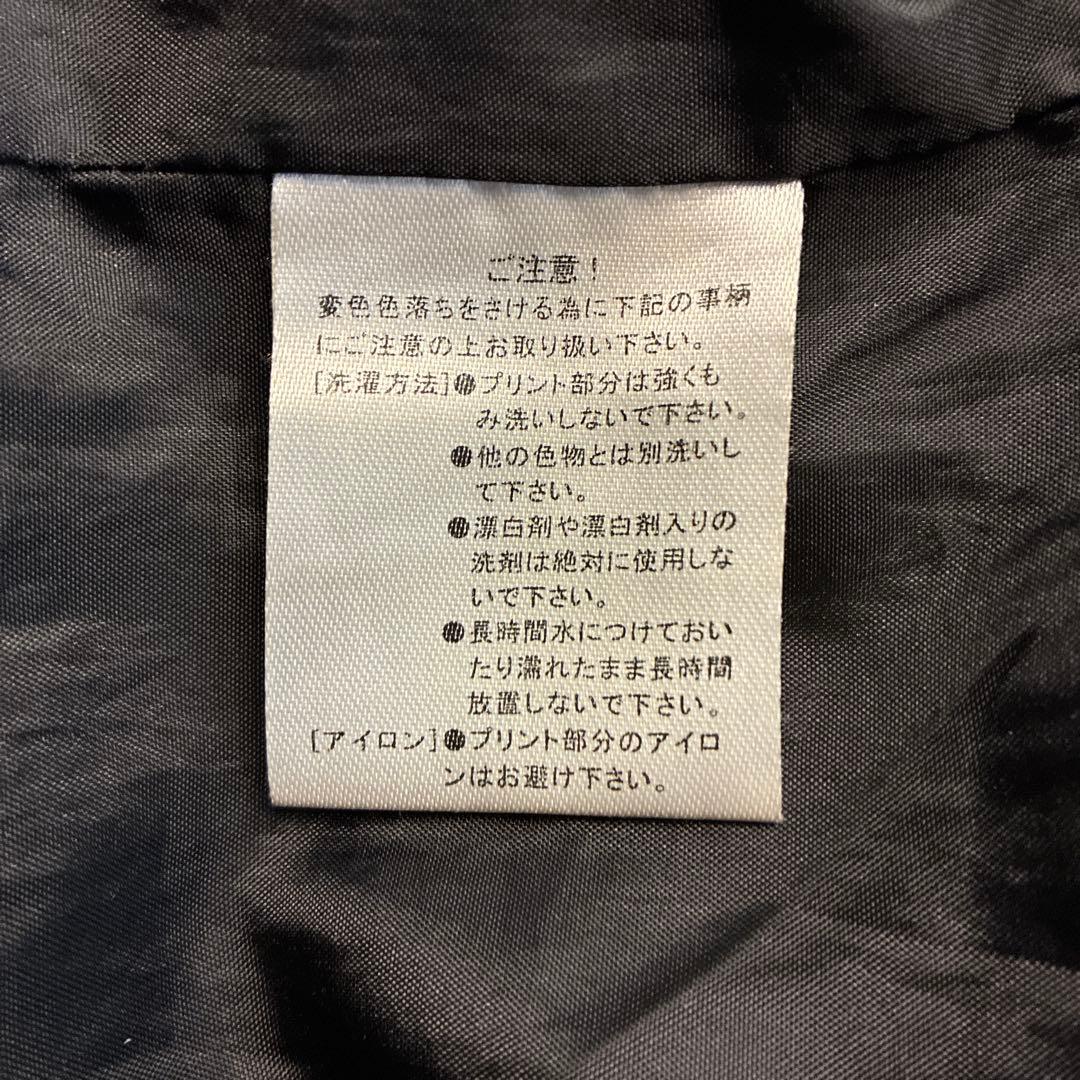 ご注意！
変色色落ちをさける為に下記の事柄
にご注意の上お取り扱い下さい。
[洗濯方法]●プリント部分は強くも
み洗いしないで下さい。
●他の色物とは別洗いし
て下さい。
●漂白剤や漂白剤入りの
洗剤は絶対に使用しな
いで下さい。
●長時間水につけておい
たり濡れたまま長時間
放置しないで下さい。
[アイロン]●プリント部分のアイロ
ンはお避け下さい。